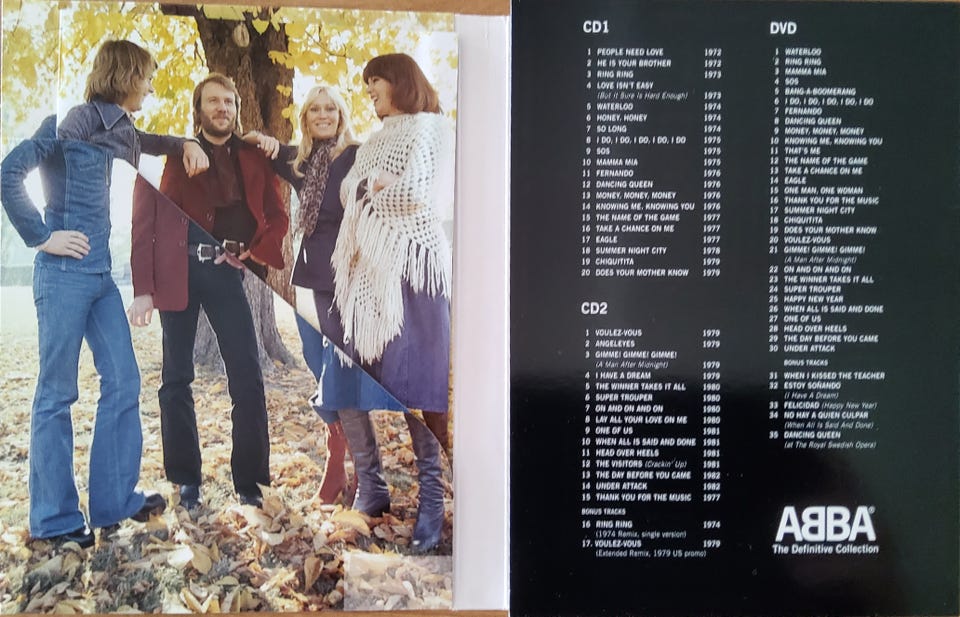 CD1
1 PEOPLE NEED LOVE 1972
2 HE IS YOUR BROTHER 1972
3 RING RING 1973
4 LOVE ISN'T EASY
(But It Sure Is Hard Enough) 1973
5 WATERLOO 1974
6 HONEY, HONEY 1974
7 SO LONG 1974
8 I DO, I DO, I DO, I DO, I DO 1975
9 SOS 1975
10 MAMMA MIA 1975
11 FERNANDO 1976
12 DANCING QUEEN 1976
13 MONEY, MONEY, MONEY 1976
14 KNOWING ME, KNOWING YOU 1976
15 THE NAME OF THE GAME 1977
16 TAKE A CHANCE ON ME 1977
17 EAGLE 1977
18 SUMMER NIGHT CITY 1978
19 CHIQUITITA 1979
20 DOES YOUR MOTHER KNOW 1979
CD2
1 VOULEZ-VOUS 1979
2 ANGELEYES 1979
3 GIMME! GIMME! GIMME!
(A Man After Midnight) 1979
4 I HAVE A DREAM 1979
5 THE WINNER TAKES IT ALL 1980
6 SUPER TROUPER 1980
7 ON AND ON AND ON 1980
8 LAY ALL YOUR LOVE ON ME 1980
9 ONE OF US 1981
10 WHEN ALL IS SAID AND DONE 1981
11 HEAD OVER HEELS 1981
12 THE VISITORS (Crackin' Up) 1981
13 THE DAY BEFORE YOU CAME 1982
14 UNDER ATTACK 1982
15 THANK YOU FOR THE MUSIC 1977
BONUS TRACKS
16 RING RING 1974
(1974 Remix, single version)
17. VOULEZ-VOUS 1979
(Extended Remix, 1979 US promo)
DVD
1 WATERLOO
2 RING RING
3 MAMMA MIA
4 SOS
5 BANG-A-BOOMERANG
6 I DO, I DO, I DO, I DO, I DO
7 FERNANDO
8 DANCING QUEEN
9 MONEY, MONEY, MONEY
10 KNOWING ME, KNOWING YOU
11 THAT'S ME
12 THE NAME OF THE GAME
13 TAKE A CHANCE ON ME
14 EAGLE
15 ONE MAN, ONE WOMAN
16 THANK YOU FOR THE MUSIC
17 SUMMER NIGHT CITY
18 CHIQUITITA
19 DOES YOUR MOTHER KNOW
20 VOULEZ-VOUS
21 GIMME! GIMME! GIMME!
(A Man After Midnight)
22 ON AND ON AND ON
23 THE WINNER TAKES IT ALL
24 SUPER TROUPER
25 HAPPY NEW YEAR
26 WHEN ALL IS SAID AND DONE
27 ONE OF US
28 HEAD OVER HEELS
29 THE DAY BEFORE YOU CAME
30 UNDER ATTACK
BONUS TRACKS
31 WHEN I KISSED THE TEACHER
32 ESTOY SOÑANDO
(I Have A Dream)
33 FELICIDAD (Happy New Year)
34 NO HAY A QUIEN CULPAR
(When All Is Said And Done)
35 DANCING QUEEN
(at The Royal Swedish Opera)
ABBA®
The Definitive Collection